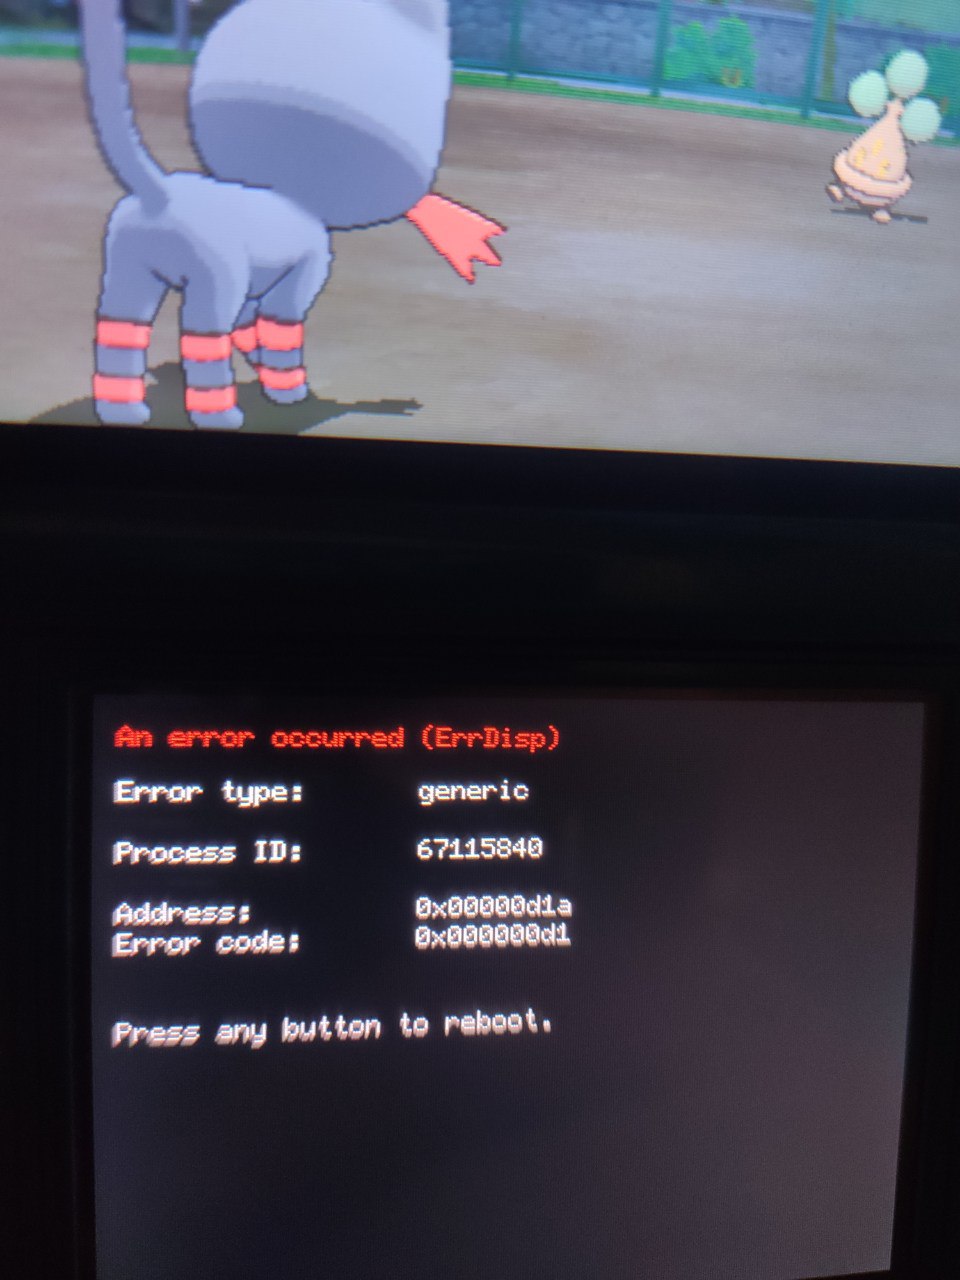 An error occurred (ErrDisp)
Error type: generic
Process ID: 67115840
Address: 0x00000d1a
Error code: 0x000000d1
Press any button to reboot.